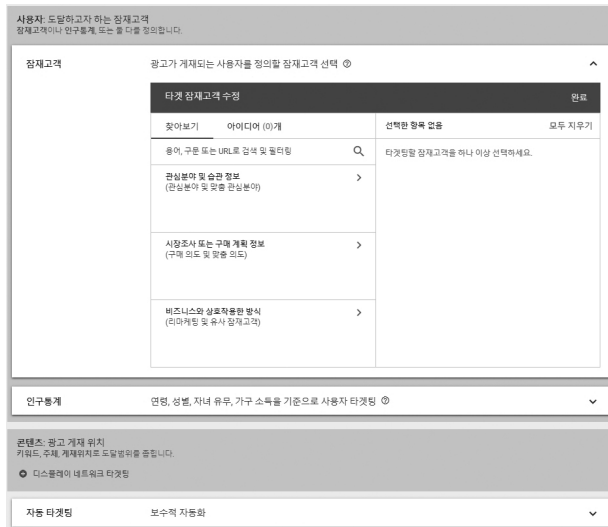 사용자: 도달하고자 하는 잠재고객
잠재고객이나 인구통계, 또는 둘 다를 정의합니다.
잠재고객
광고가 게재되는 사용자를 정의할 잠재고객 선택
타겟 잠재고객 수정
완료
찾아보기
아이디어 (0)개
선택한 항목 없음
모두 지우기
용어, 구문 또는 URL로 검색 및 필터링
타겟팅할 잠재고객을 하나 이상 선택하세요.
관심분야 및 습관 정보
(관심분야 및 맞춤 관심분야)
시장조사 또는 구매 계획 정보
(구매 의도 및 맞춤 의도)
비즈니스와 상호작용한 방식
(리마케팅 및 유사 잠재고객)
인구통계
연령, 성별, 자녀 유무, 가구 소득을 기준으로 사용자 타겟팅
콘텐츠: 광고 게재 위치
키워드, 주제, 게재위치로 도달범위를 좁힙니다.
디스플레이 네트워크 타겟팅
자동 타겟팅
보수적 자동화